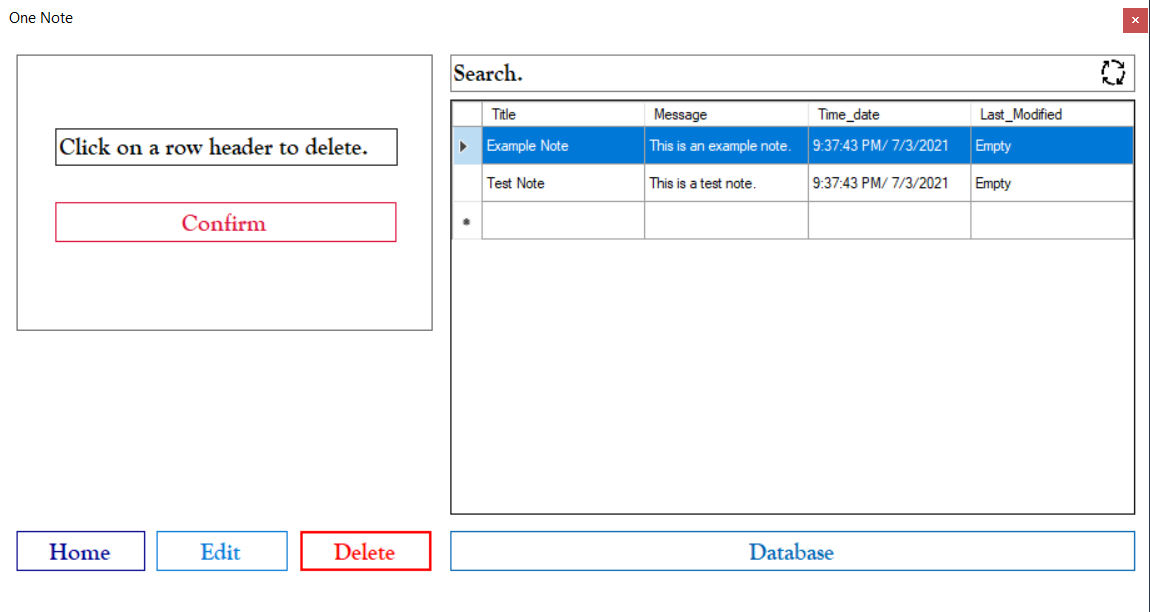 One Note
Click on a row header to delete.
Confirm
Home
Edit
Delete
Search.
Title Message Time_date Last_Modified
Example Note This is an example note. 9:37:43 PM/ 7/3/2021 Empty
Test Note This is a test note. 9:37:43 PM/ 7/3/2021 Empty
Database